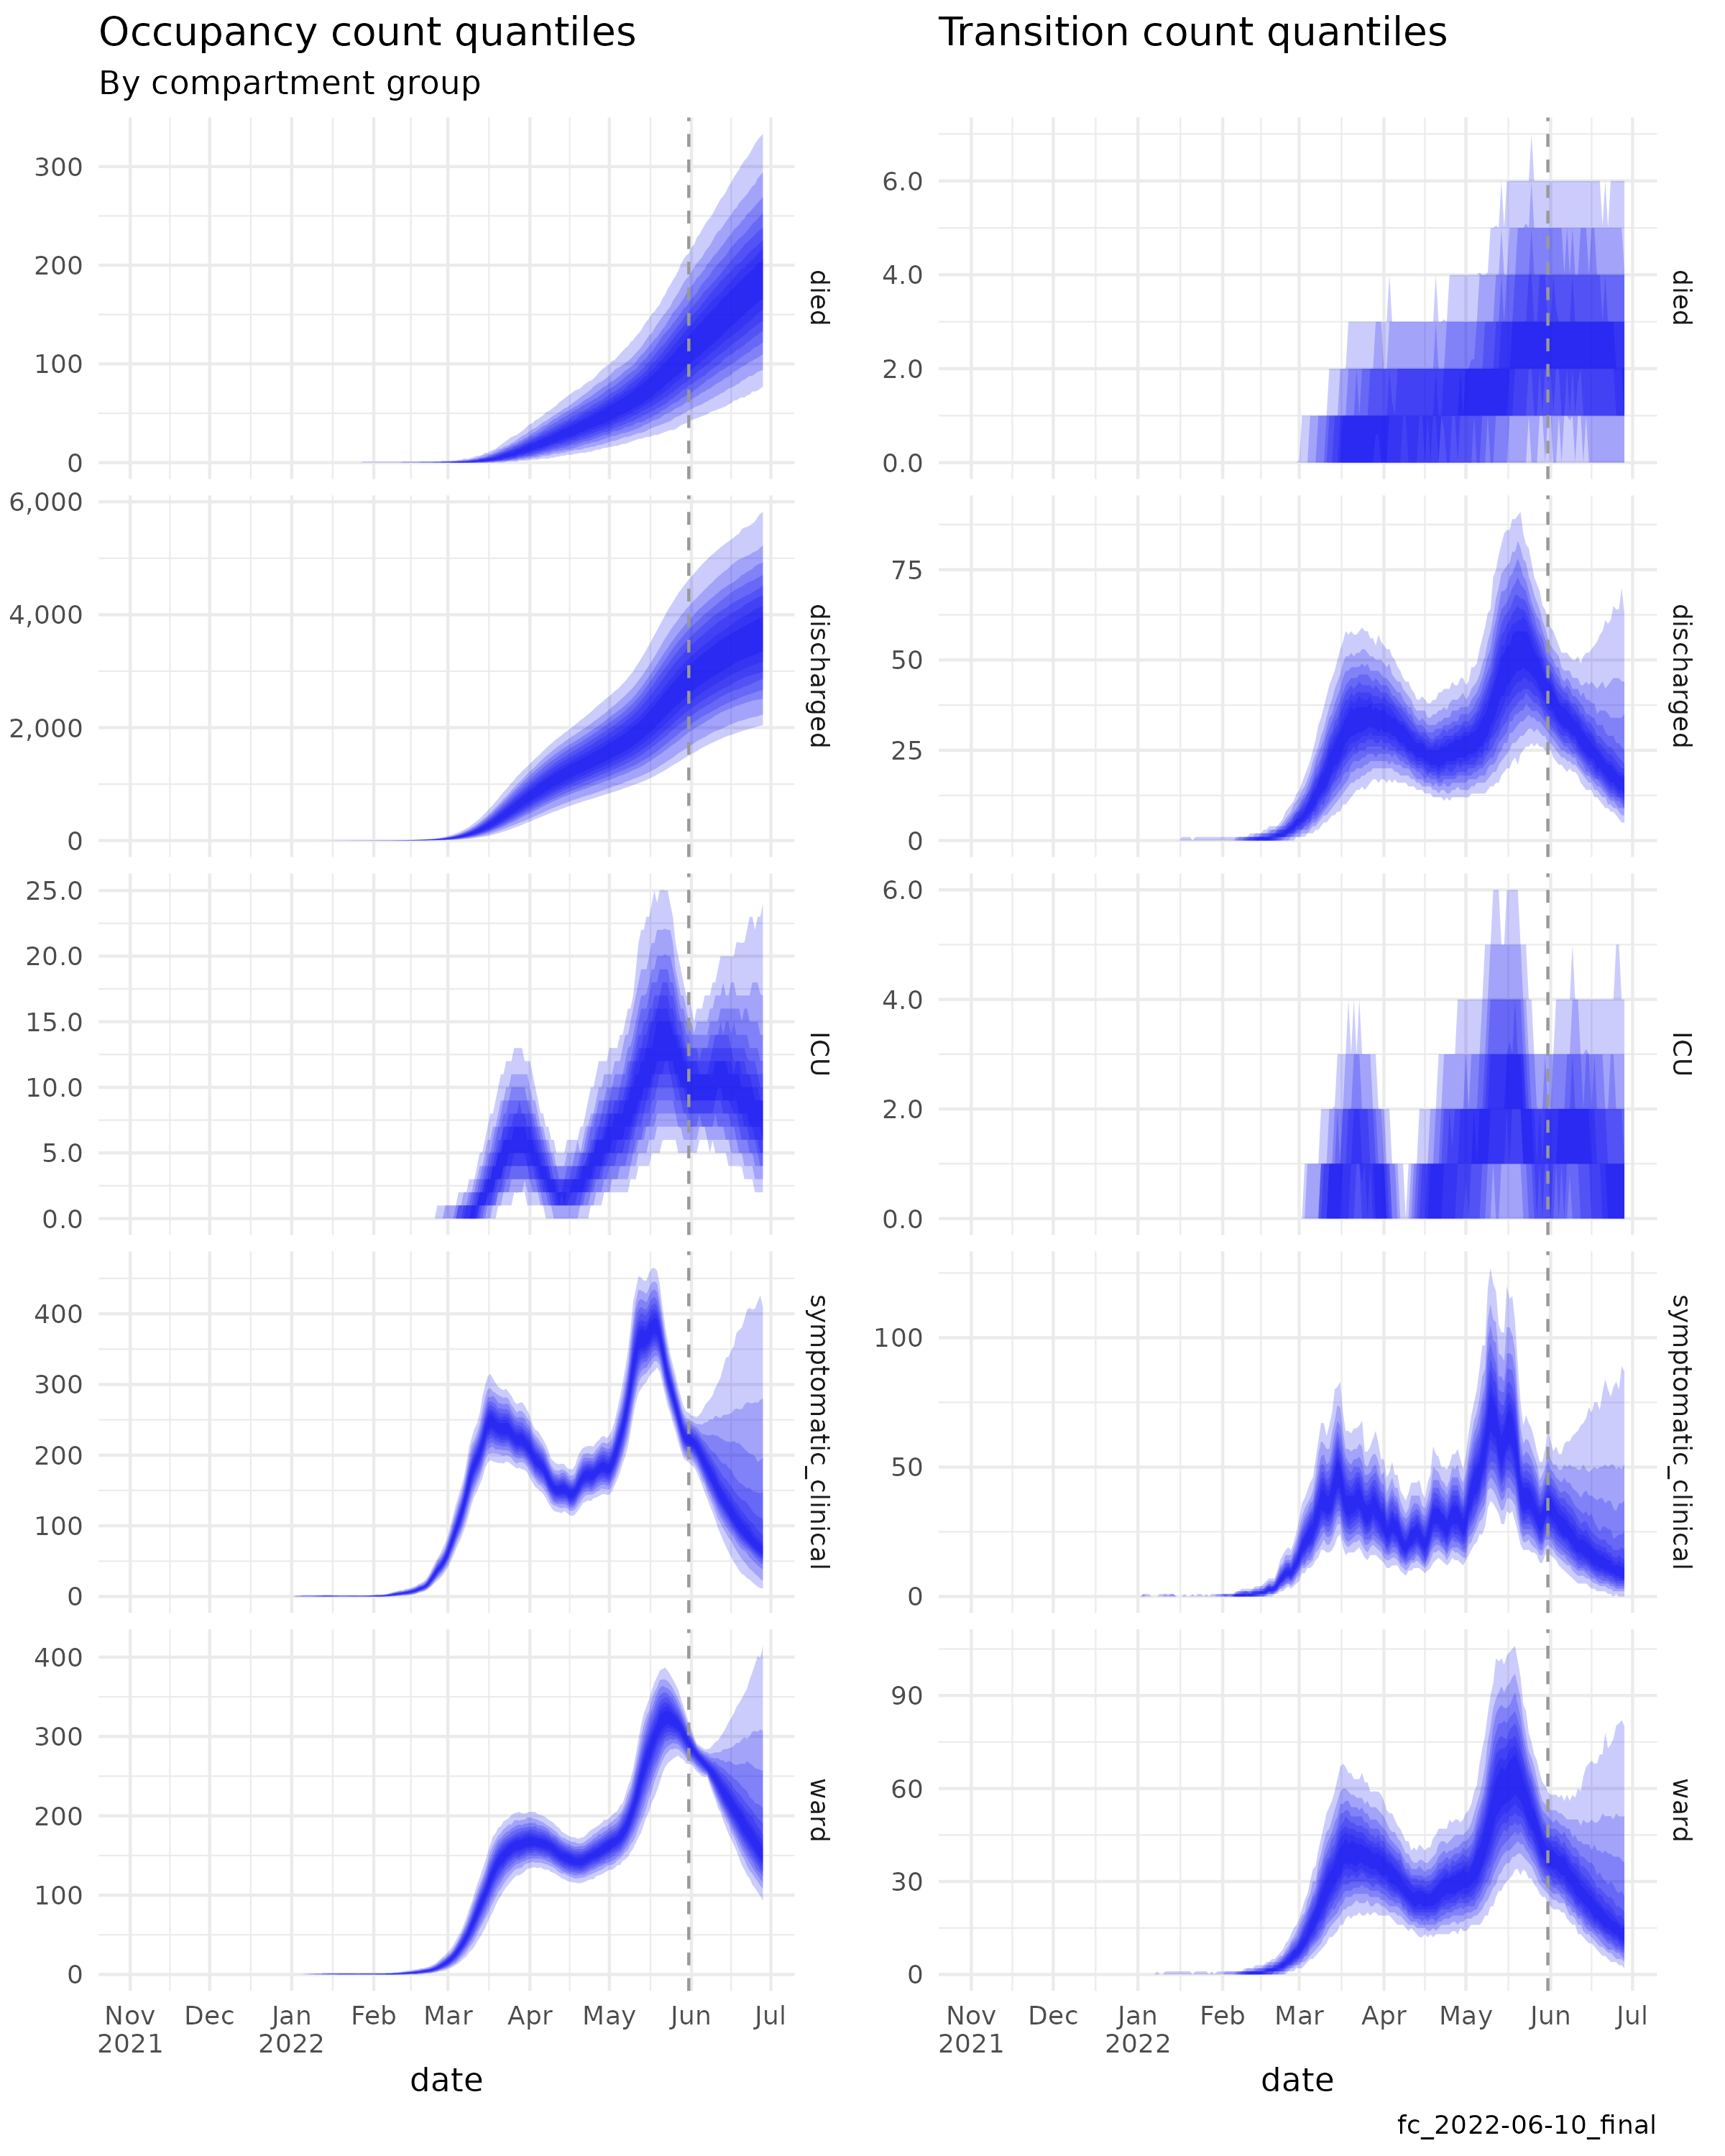 Occupancy count quantiles
By compartment group
Transition count quantiles
300
200
100
0
died
6.0
4.0
2.0
0.0
died
6,000
4,000
2,000
0
discharged
75
50
25
0
discharged
25.0
20.0
15.0
10.0
5.0
0.0
ICU
6.0
4.0
2.0
0.0
ICU
400
300
200
100
0
symptomatic_clinical
100
50
0
symptomatic_clinical
400
300
200
100
0
ward
90
60
30
0
ward
Nov Dec Jan Feb Mar Apr May Jun Jul
2021 2022
date
Nov Dec Jan Feb Mar Apr May Jun Jul
2021 2022
date
fc_2022-06-10_final